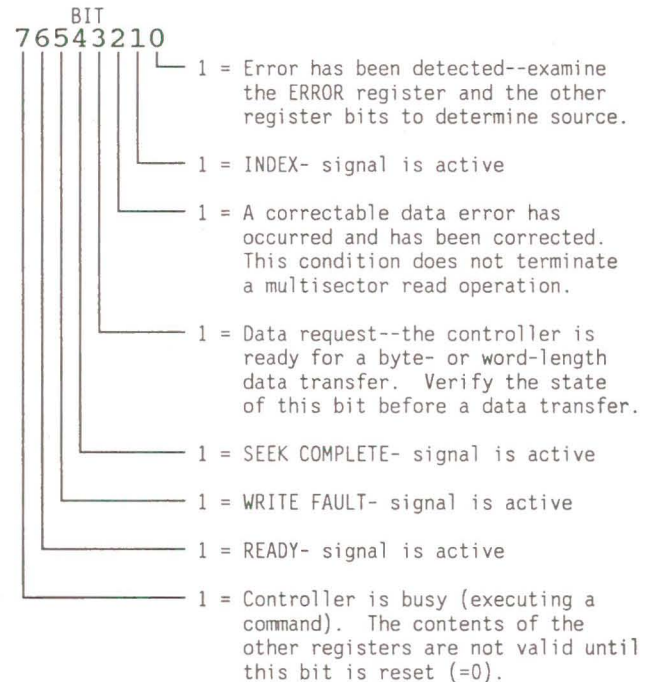 BIT
76543210
1 = Error has been detected--examine
the ERROR register and the other
register bits to determine source.
1 = INDEX- signal is active
1 = A correctable data error has
occurred and has been corrected.
This condition does not terminate
a multisector read operation.
1 = Data request--the controller is
ready for a byte- or word-length
data transfer. Verify the state
of this bit before a data transfer.
1 = SEEK COMPLETE- signal is active
1 = WRITE FAULT- signal is active
1 = READY- signal is active
1 = Controller is busy (executing a
command). The contents of the
other registers are not valid until
this bit is reset (=0).